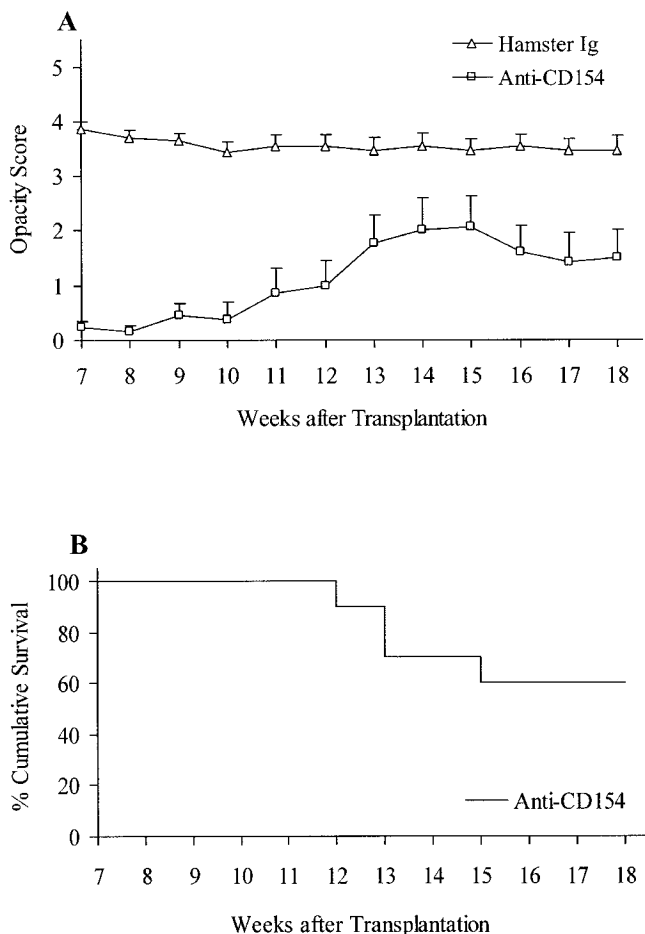 A
Hamster Ig
Anti-CD154
5
4
3
2
1
0
Opacity Score
7 8 9 10 11 12 13 14 15 16 17 18
Weeks after Transplantation
B
100
80
60
40
20
0
% Cumulative Survival
Anti-CD154
7 8 9 10 11 12 13 14 15 16 17 18
Weeks after Transplantation